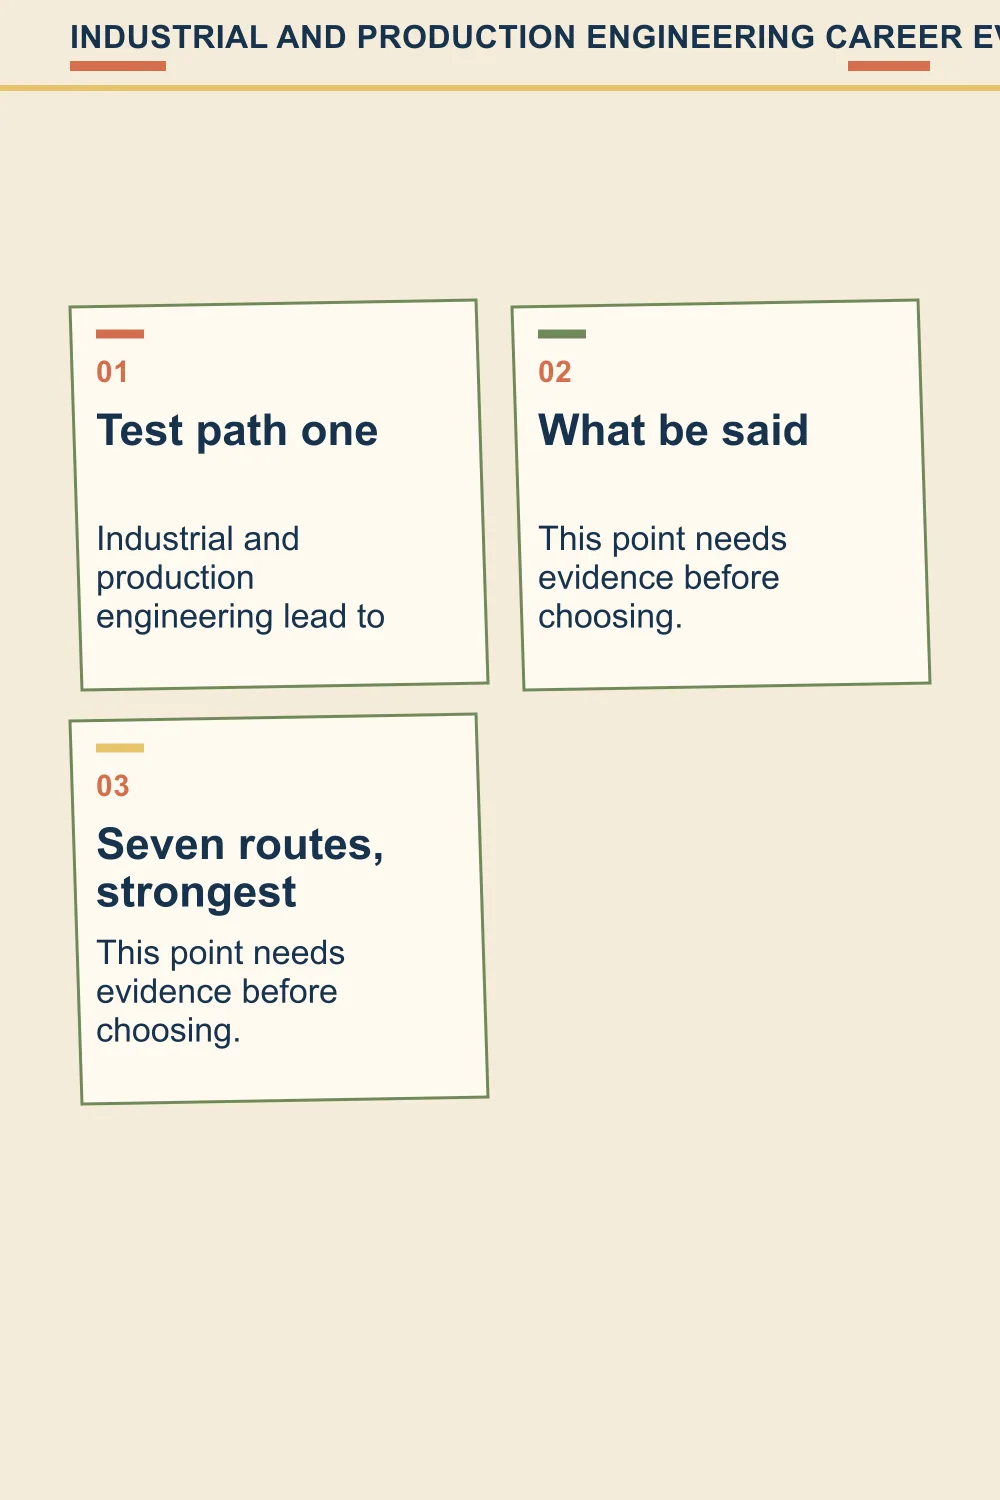 INDUSTRIAL AND PRODUCTION ENGINEERING CAREER
01
Test path one
Industrial and
production
engineering lead to
02
What be said
This point needs
evidence before
choosing.
03
Seven routes,
strongest
This point needs
evidence before
choosing.